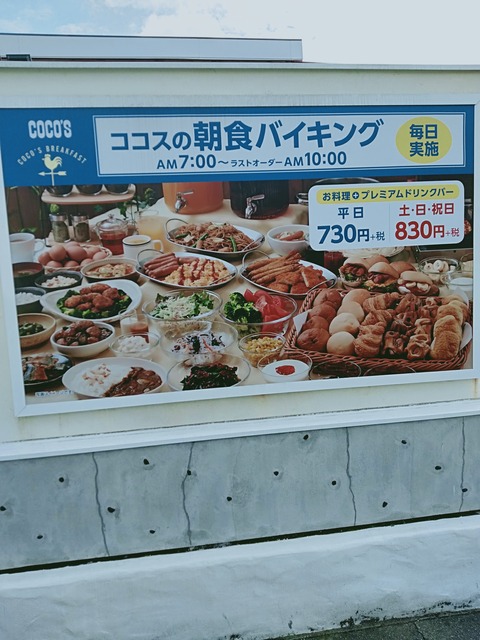 COCO'S
COCO'S BREAKFAST
ココスの朝食バイキング
AM7:00～ラストオーダーAM10:00
毎日
実施
お料理+プレミアムドリンクバー
平日
730円+税
土・日・祝日
830円+税